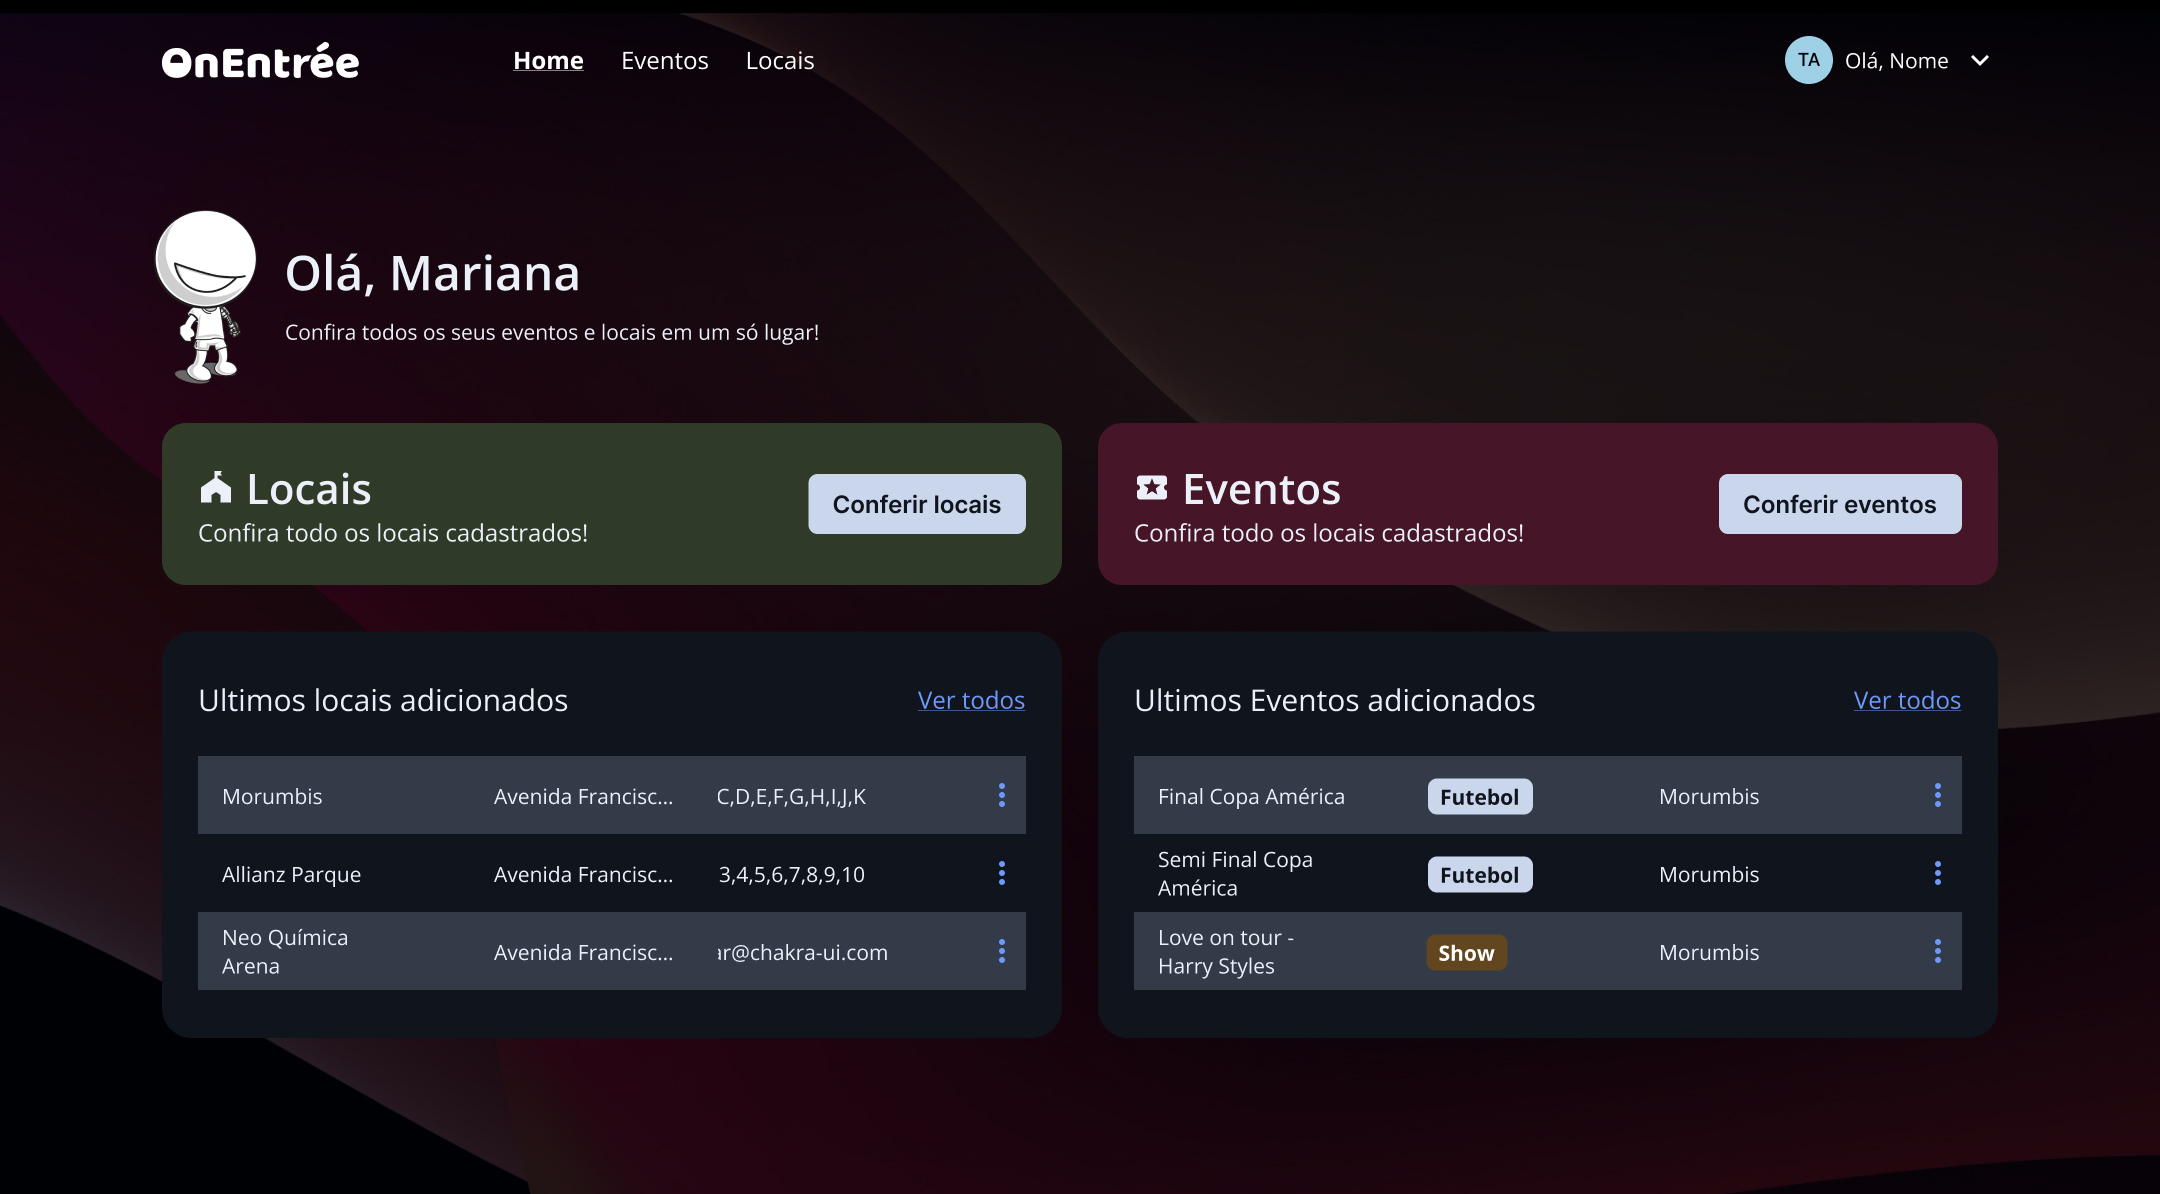 OnEntrée
Home Eventos Locais
TA Olá, Nome
Olá, Mariana
Confira todos os seus eventos e locais em um só lugar!
Locais
Confira todo os locais cadastrados!
Conferir locais
Eventos
Confira todo os locais cadastrados!
Conferir eventos
Ultimos locais adicionados Ver todos
Morumbis Avenida Francisc... C,D,E,F,G,H,I,J,K
Allianz Parque Avenida Francisc... 3,4,5,6,7,8,9,10
Neo Química
Arena
Avenida Francisc... ar@chakra-ui.com
Ultimos Eventos adicionados Ver todos
Final Copa América Futebol Morumbis
Semi Final Copa
América
Futebol Morumbis
Love on tour -
Harry Styles
Show Morumbis